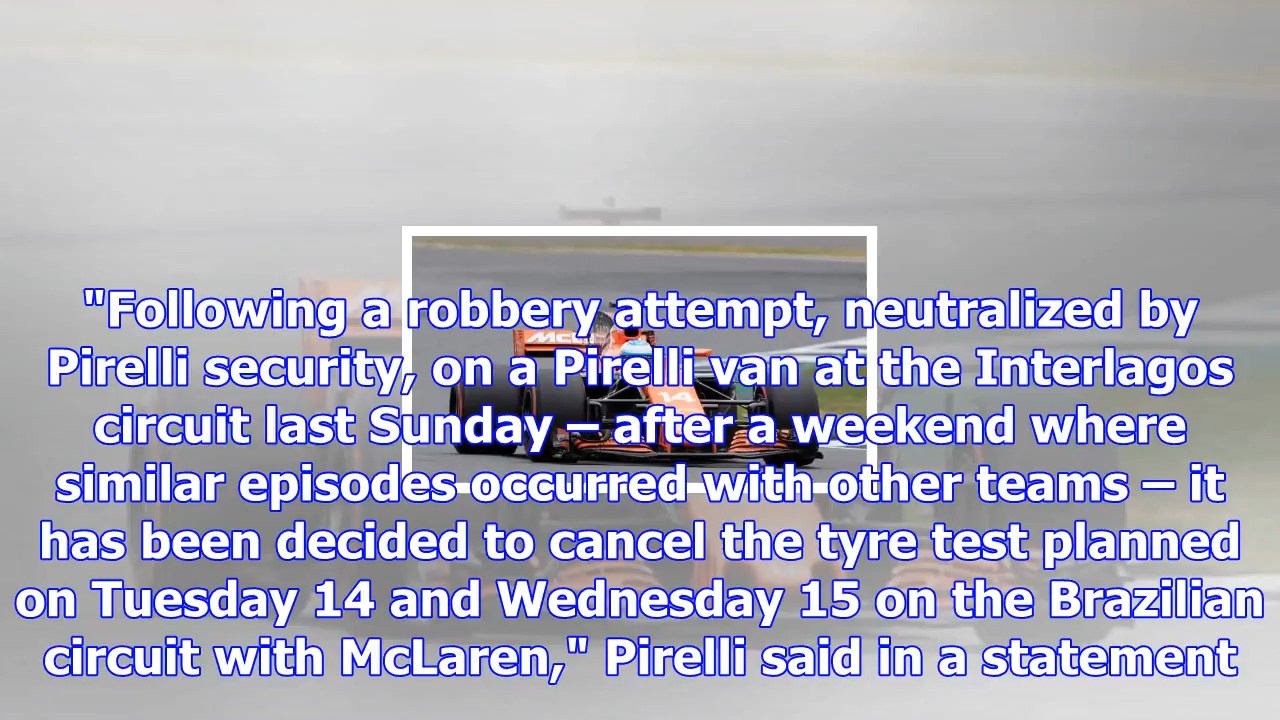 "Following a robbery attempt, neutralized by
Pirelli security, on a Pirelli van at the Interlagos
circuit last Sunday – after a weekend where
similar episodes occurred with other teams – it
has been decided to cancel the tyre test planned
on Tuesday 14 and Wednesday 15 on the Brazilian
circuit with McLaren," Pirelli said in a statement
McL
14